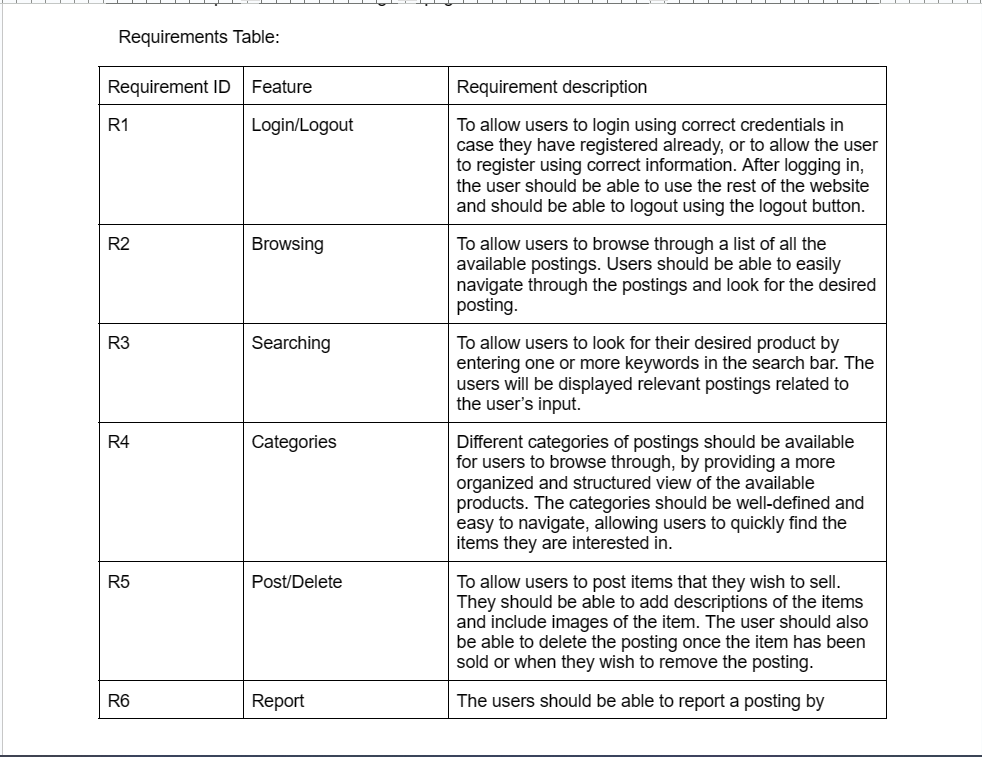 Requirements Table:
Requirement ID Feature Requirement description
R1 Login/Logout To allow users to login using correct credentials in
case they have registered already, or to allow the user
to register using correct information. After logging in,
the user should be able to use the rest of the website
and should be able to logout using the logout button.
R2 Browsing To allow users to browse through a list of all the
available postings. Users should be able to easily
navigate through the postings and look for the desired
posting.
R3 Searching To allow users to look for their desired product by
entering one or more keywords in the search bar. The
users will be displayed relevant postings related to
the user’s input.
R4 Categories Different categories of postings should be available
for users to browse through, by providing a more
organized and structured view of the available
products. The categories should be well-defined and
easy to navigate, allowing users to quickly find the
items they are interested in.
R5 Post/Delete To allow users to post items that they wish to sell.
They should be able to add descriptions of the items
and include images of the item. The user should also
be able to delete the posting once the item has been
sold or when they wish to remove the posting.
R6 Report The users should be able to report a posting by